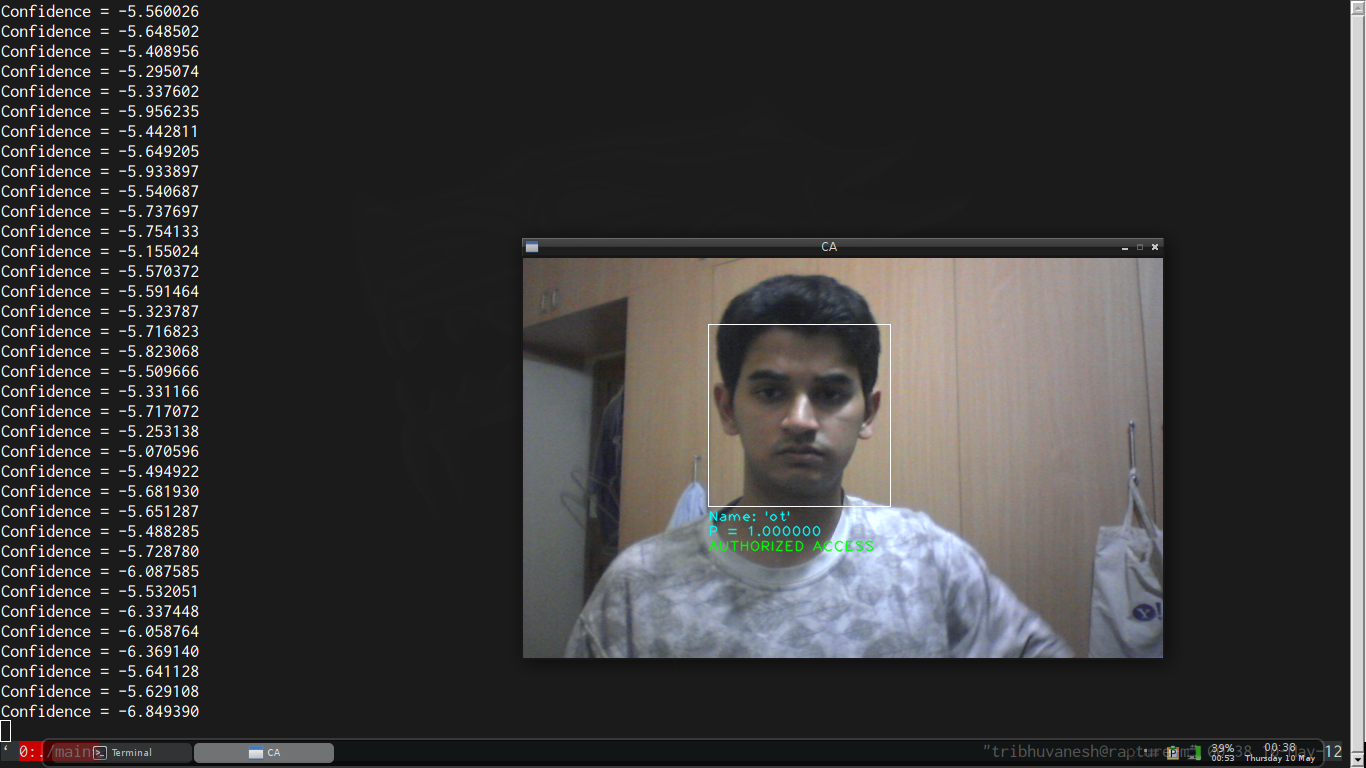 Confidence = -5.560026
Confidence = -5.648502
Confidence = -5.408956
Confidence = -5.295074
Confidence = -5.337602
Confidence = -5.956235
Confidence = -5.442811
Confidence = -5.649205
Confidence = -5.933897
Confidence = -5.540687
Confidence = -5.737697
Confidence = -5.754133
Confidence = -5.155024
Confidence = -5.570372
Confidence = -5.591464
Confidence = -5.323787
Confidence = -5.716823
Confidence = -5.823068
Confidence = -5.509666
Confidence = -5.331166
Confidence = -5.717072
Confidence = -5.253138
Confidence = -5.070596
Confidence = -5.494922
Confidence = -5.681930
Confidence = -5.651287
Confidence = -5.488285
Confidence = -5.728780
Confidence = -6.087585
Confidence = -5.532051
Confidence = -6.337448
Confidence = -6.058764
Confidence = -6.369140
Confidence = -5.641128
Confidence = -5.629108
Confidence = -6.849390
CA
Name: 'ot'
P = 1.000000
AUTHORIZED ACCESS
Y!
0:./main
Terminal
CA
"tribhuvanesh@rapture
39%
00:53
00:38
Thursday 10 May
12